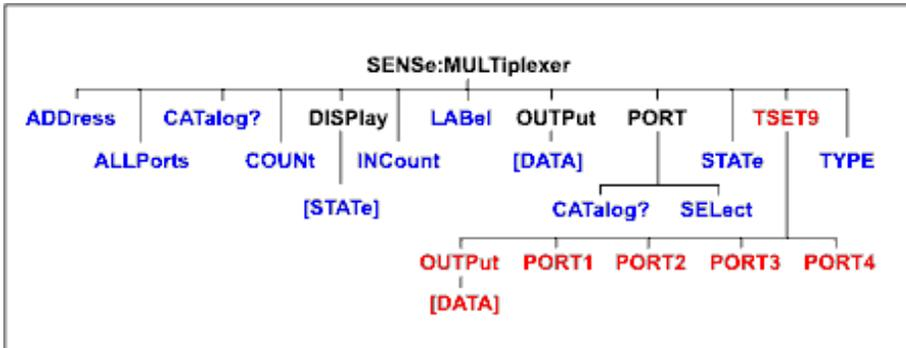 SENSe:MULTiplexer
ADDress CATalog? DISPlay LABel OUTPut PORT TSET9
ALLPorts COUNt INCount [DATA] STATe TYPE
[STATe] CATalog? SELect
OUTPut PORT1 PORT2 PORT3 PORT4
[DATA]